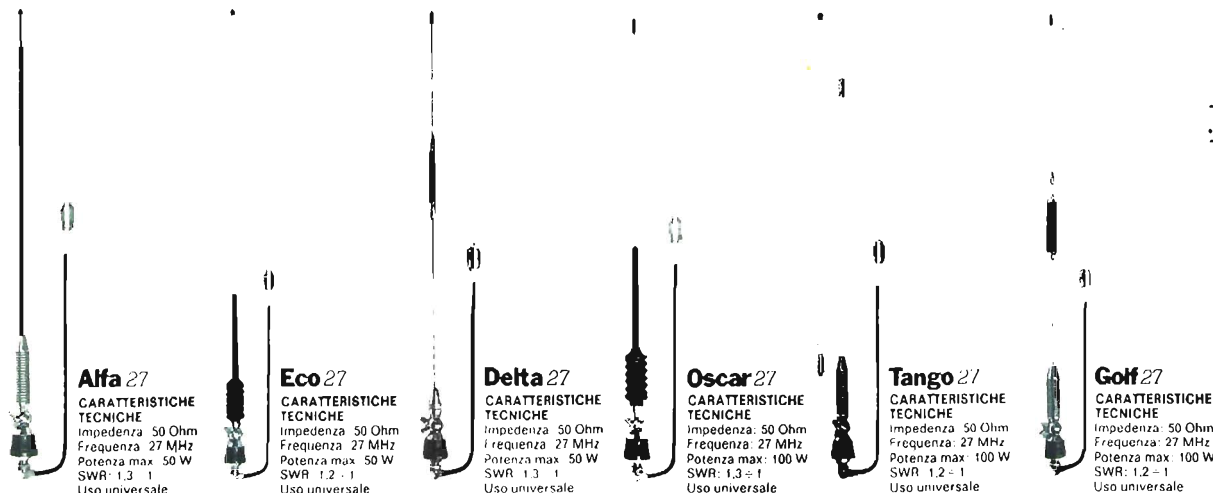 Alfa 27
CARATTERISTICHE
TECNICHE
Impedenza 50 Ohm
Frequenza 27 MHz
Potenza max 50 W
SWR: 1,3 1
Uso universale
Eco 27
CARATTERISTICHE
TECNICHE
Impedenza 50 Ohm
Frequenza 27 MHz
Potenza max 50 W
SWR: 1,2 ÷ 1
Uso universale
Delta 27
CARATTERISTICHE
TECNICHE
Impedenza 50 Ohm
Frequenza 27 MHz
Potenza max 50 W
SWR 1,3 1
Uso universale
Oscar 27
CARATTERISTICHE
TECNICHE
Impedenza: 50 Ohm
Frequenza: 27 MHz
Potenza max: 100 W
SWR: 1,3 ÷ 1
Uso universale
Tango 27
CARATTERISTICHE
TECNICHE
Impedenza 50 Ohm
Frequenza: 27 MHz
Potenza max: 100 W
SWR 1,2 ÷ 1
Uso universale
Golf 27
CARATTERISTICHE
TECNICHE
Impedenza: 50 Ohm
Frequenza: 27 MHz
Potenza max: 100 W
SWR: 1,2 ÷ 1
Uso universale